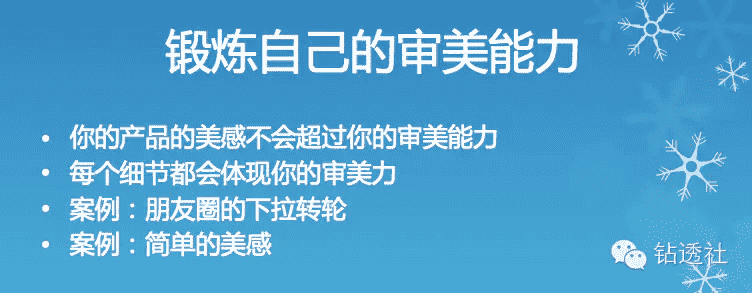 锻炼自己的审美能力
• 你的产品的美感不会超过你的审美能力
• 每个细节都会体现你的审美力
• 案例：朋友圈的下拉转轮
• 案例：简单的美感
钻透社